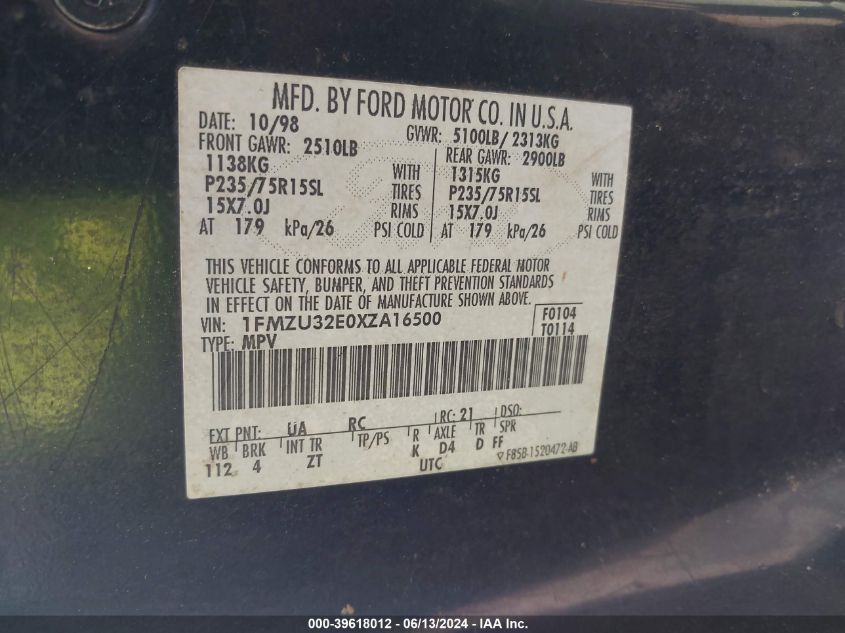 MFD. BY FORD MOTOR CO. IN U.S.A.
DATE: 10/98 GVWR: 5100LB/ 2313KG
FRONT GAWR: 2510LB REAR GAWR: 2900LB
1138KG WITH 1315KG WITH
P235/75R15SL TIRES P235/75R15SL TIRES
15X7.0J RIMS 15X7.0J RIMS
AT 179 kPa/26 PSI COLD AT 179 kPa/26 PSI COLD
THIS VEHICLE CONFORMS TO ALL APPLICABLE FEDERAL MOTOR
VEHICLE SAFETY, BUMPER, AND THEFT PREVENTION STANDARDS
IN EFFECT ON THE DATE OF MANUFACTURE SHOWN ABOVE.
VIN: 1FMZU32E0XZA16500 F0104
TYPE: MPV T0114
EXT PNT: UA RC RC: 21 DSO:
WB BRK INT TR TP/PS R AXLE TR SPR
112 4 ZT K D4 D FF
UTC F85B-1520472-AB
000-39618012 - 06/13/2024 - IAA Inc.